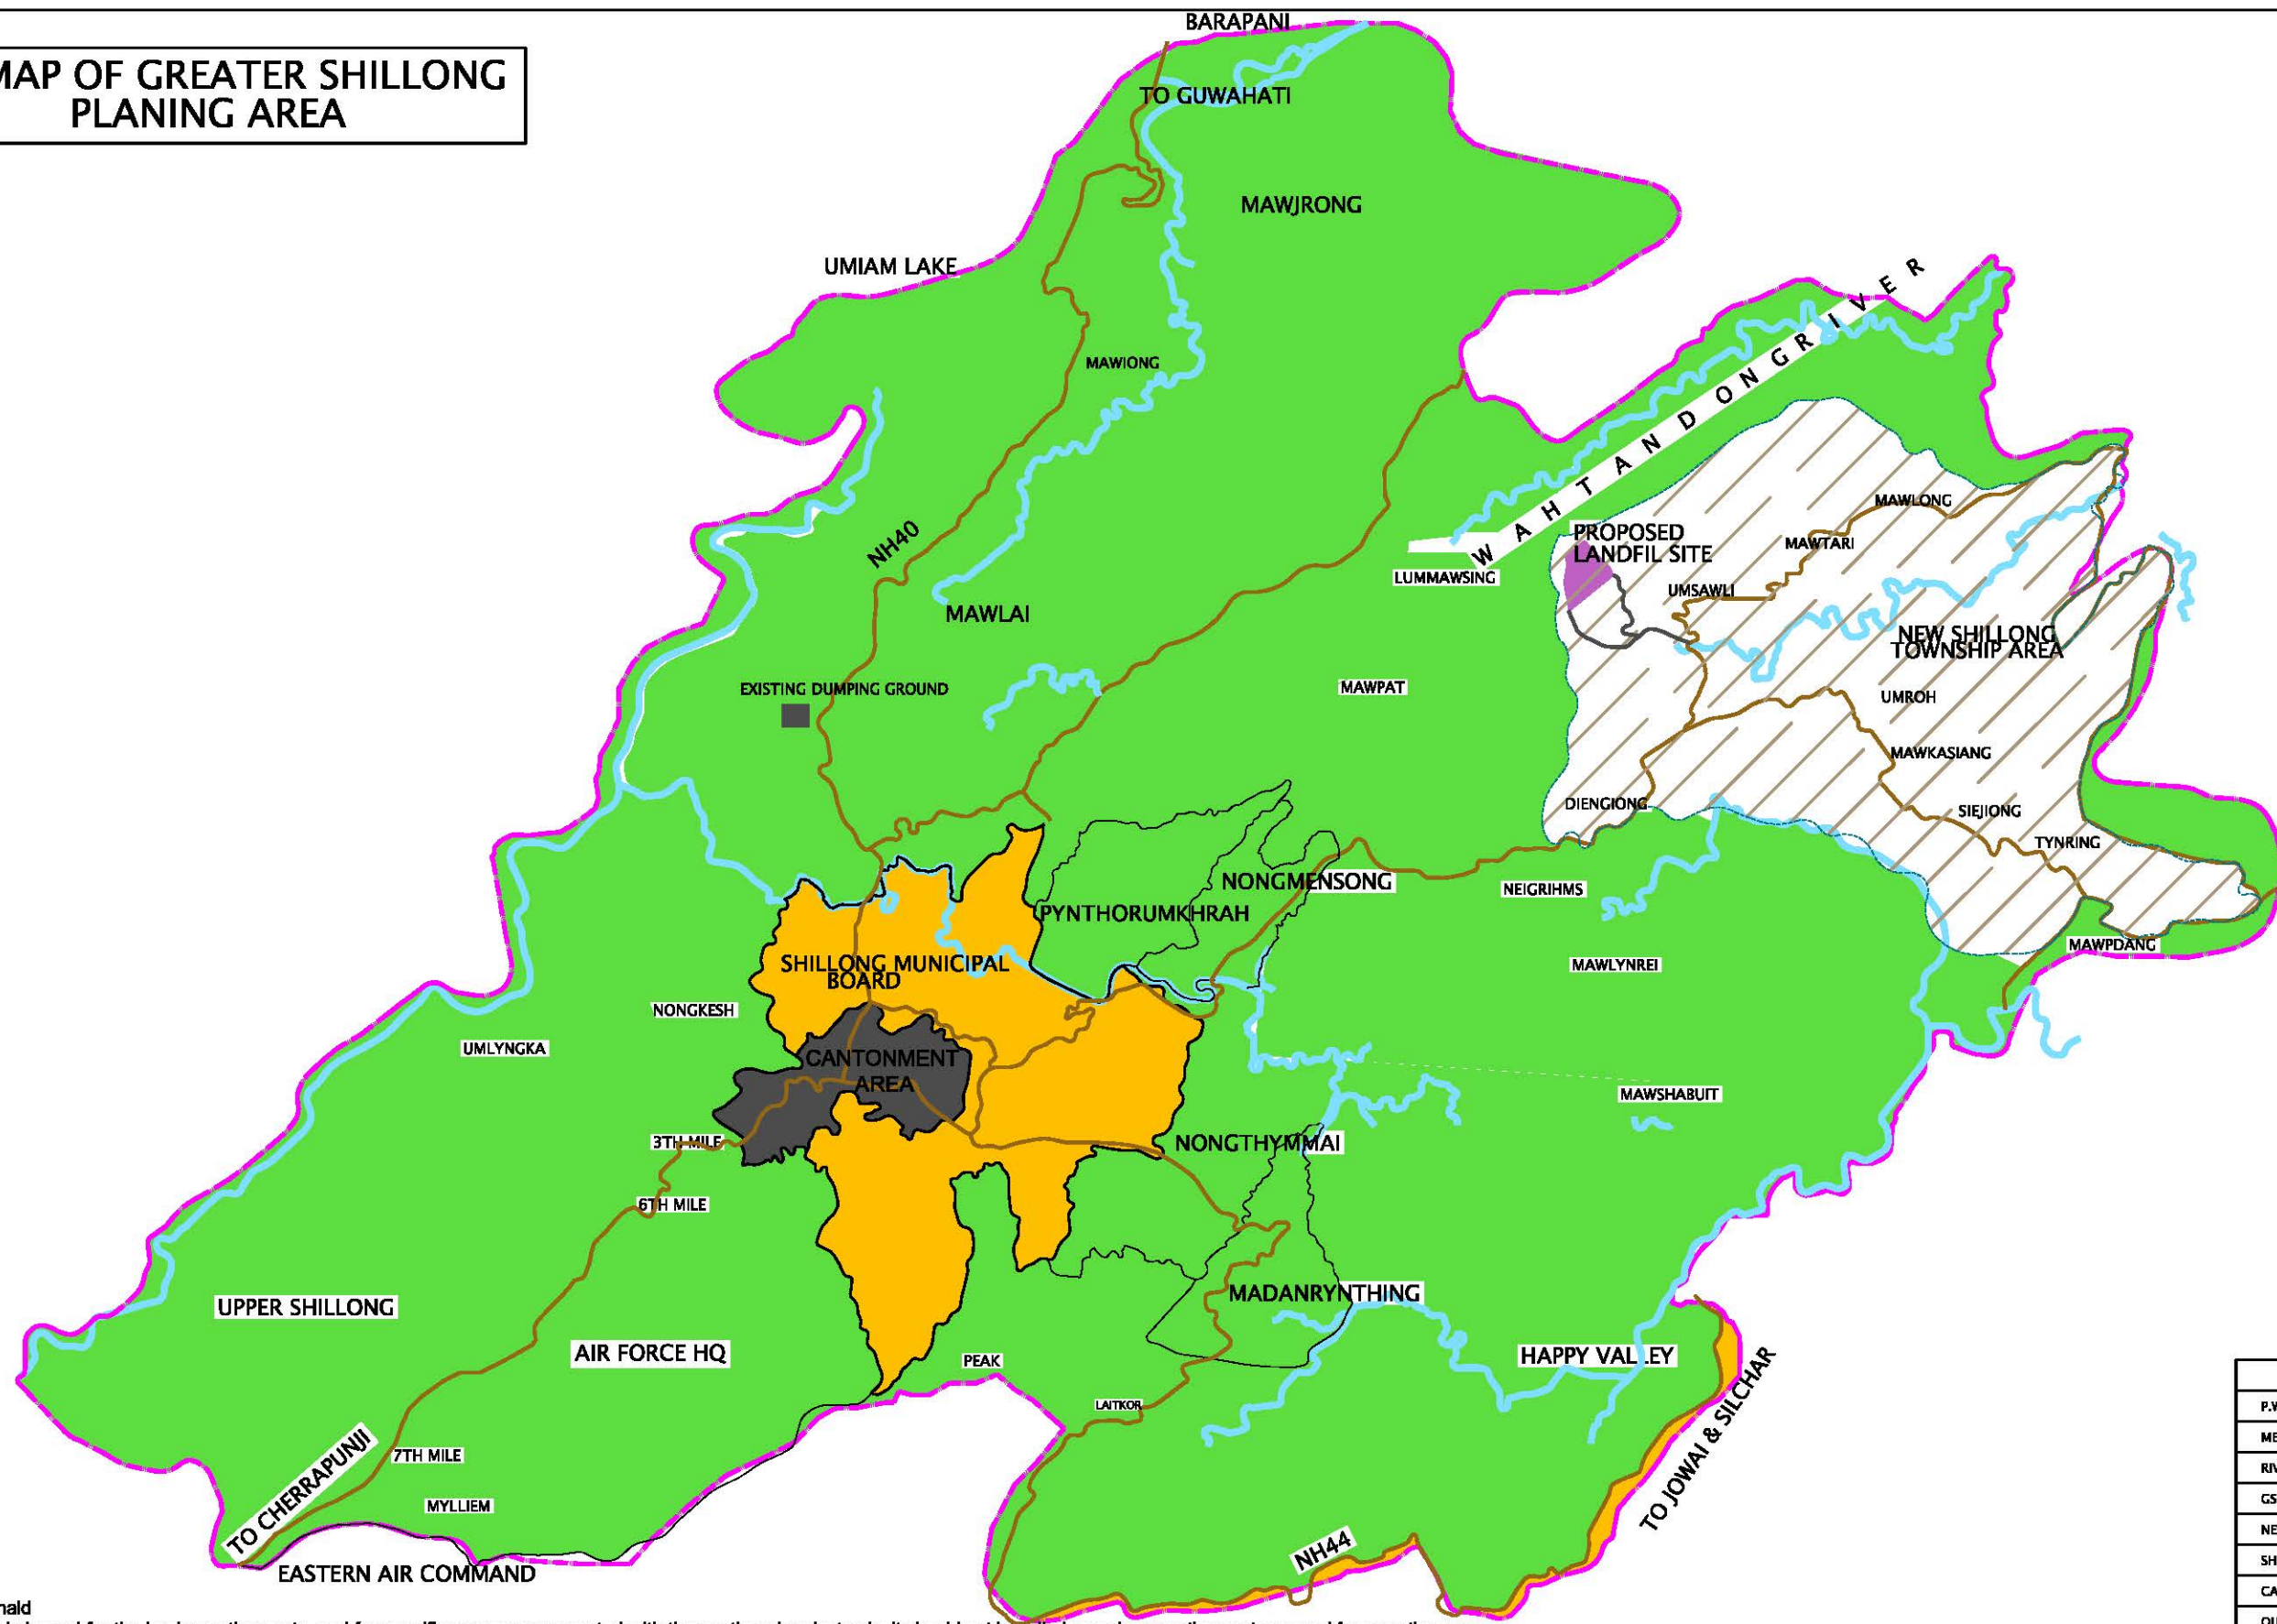 MAP OF GREATER SHILLONG
PLANING AREA
BARAPANI
TO GUWAHATI
MAWJRONG
UMIAM LAKE
MAWIONG
WAHTANDONGRIVER
NH40
MAWLONG
PROPOSED
LANDFIL SITE
MAWTARI
LUMMAWSING
UMSAWLI
MAWLAI
NEW SHILLONG
TOWNSHIP AREA
EXISTING DUMPING GROUND
MAWPAT
UMROH
MAWKASIANG
DIENGIONG
SIEJIONG
TYNRING
NONGMENSONG
NEIGRIHMS
PYNTHORUMKHRAH
MAWPDANG
SHILLONG MUNICIPAL
BOARD
MAWLYNREI
NONGKESH
UMLYNGKA
CANTONMENT
AREA
MAWSHABUIT
3TH MILE
NONGTHYMMAI
6TH MILE
MADANRYNTHING
UPPER SHILLONG
AIR FORCE HQ
PEAK
HAPPY VALLEY
LAITKOR
TO JOWAI & SILCHAR
TO CHERRAPUNJI
7TH MILE
MYLLIEM
NH44
EASTERN AIR COMMAND